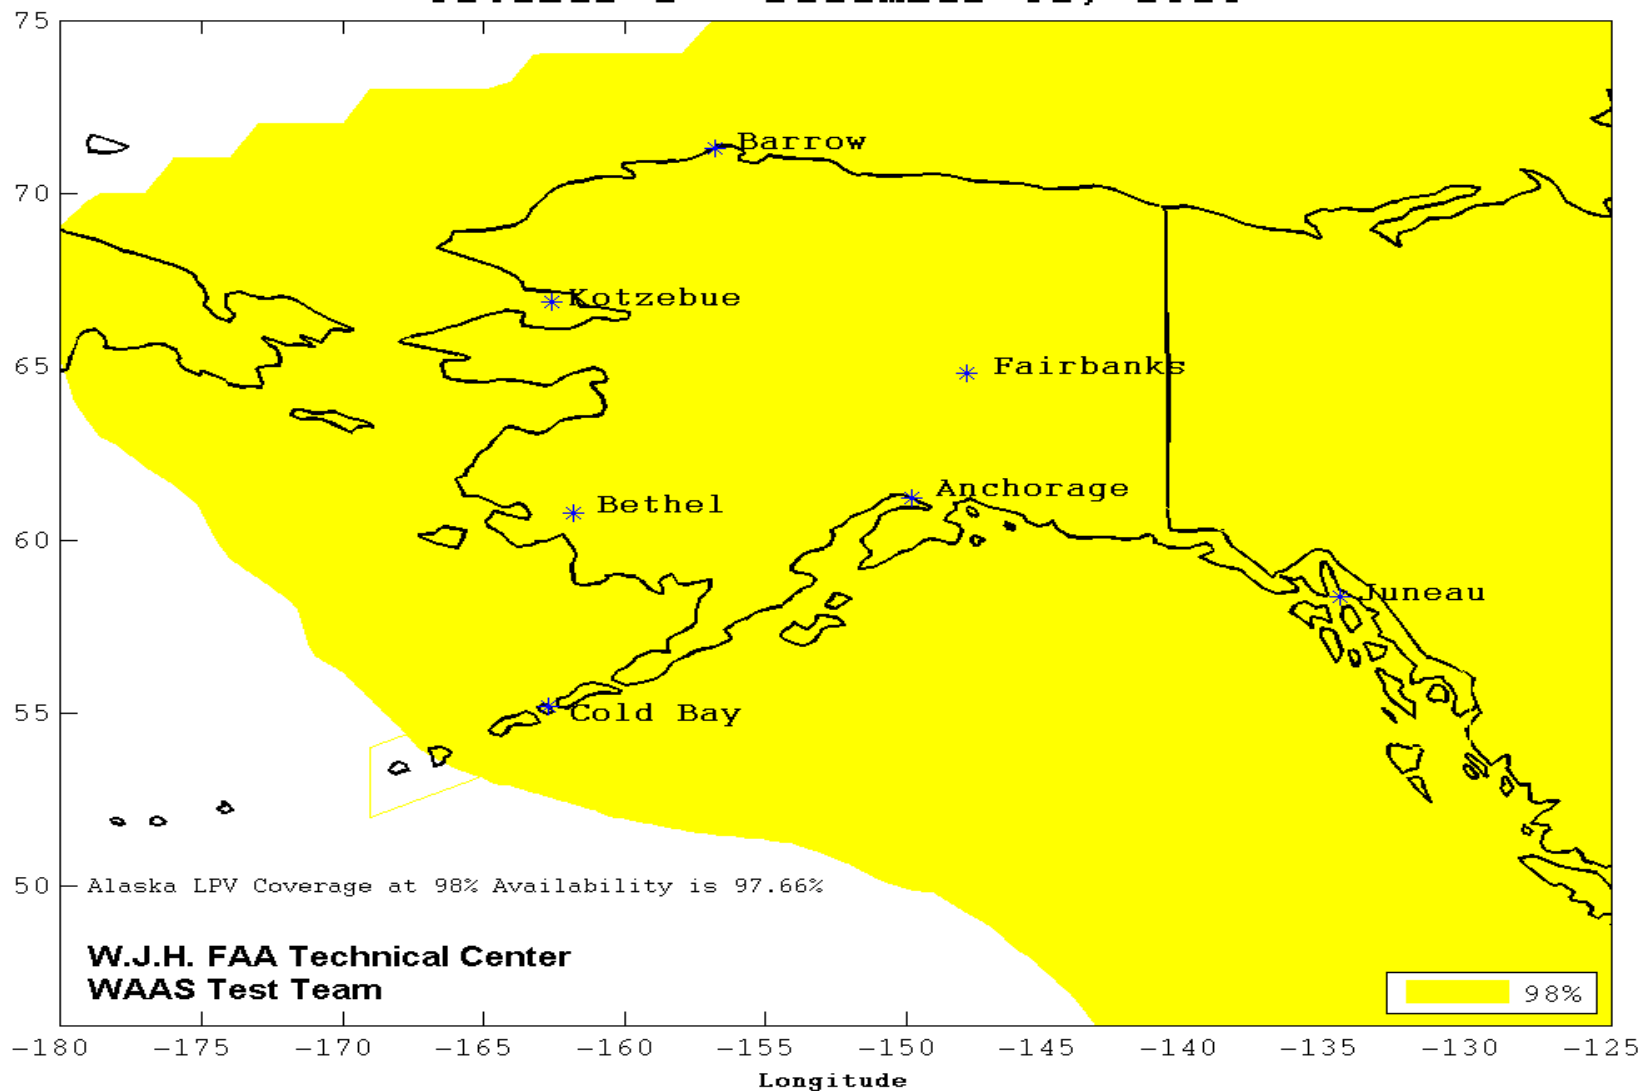 75
Barrow
70
Kotzebue
65
Fairbanks
Anchorage
Bethel
60
Juneau
55
Cold Bay
50
Alaska LPV Coverage at 98% Availability is 97.66%
W.J.H. FAA Technical Center
WAAS Test Team
98%
-180 -175 -170 -165 -160 -155 -150 -145 -140 -135 -130 -125
Longitude